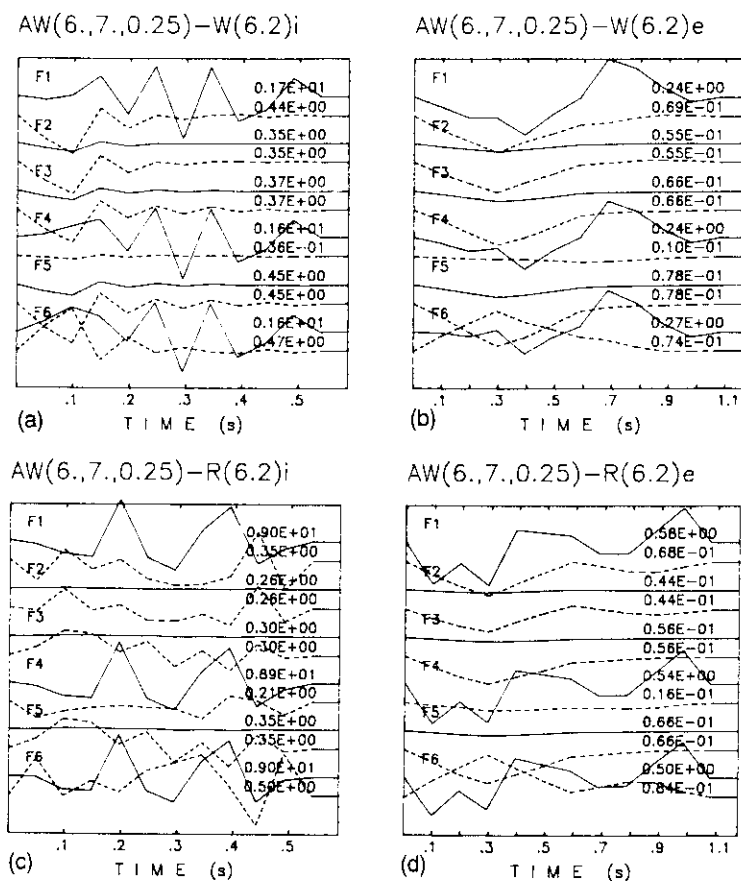 AW(6.,7.,0.25)−W(6.2)i
F1
0.17E+01
0.44E+00
F2
0.35E+00
0.35E+00
F3
0.37E+00
0.37E+00
F4
0.16E+01
0.36E-01
F5
0.45E+00
0.45E+00
F6
0.16E+01
0.47E+00
.1 .2 .3 .4 .5
(a) TIME (s)
AW(6.,7.,0.25)−W(6.2)e
F1
0.24E+00
0.69E-01
F2
0.55E-01
0.55E-01
F3
0.66E-01
0.66E-01
F4
0.24E+00
0.10E-01
F5
0.78E-01
0.78E-01
F6
0.27E+00
0.74E-01
.1 .3 .5 .7 .9 1.1
(b) TIME (s)
AW(6.,7.,0.25)−R(6.2)i
F1
0.90E+01
0.35E+00
F2
0.26E+00
0.26E+00
F3
0.30E+00
0.30E+00
F4
0.89E+01
0.21E+00
F5
0.35E+00
0.35E+00
F6
0.90E+01
0.50E+00
.1 .2 .3 .4 .5
(c) TIME (s)
AW(6.,7.,0.25)−R(6.2)e
F1
0.58E+00
0.68E-01
F2
0.44E-01
0.44E-01
F3
0.56E-01
0.56E-01
F4
0.54E+00
0.16E-01
F5
0.66E-01
0.66E-01
F6
0.50E+00
0.84E-01
.1 .3 .5 .7 0.9 1.1
(d) TIME (s)